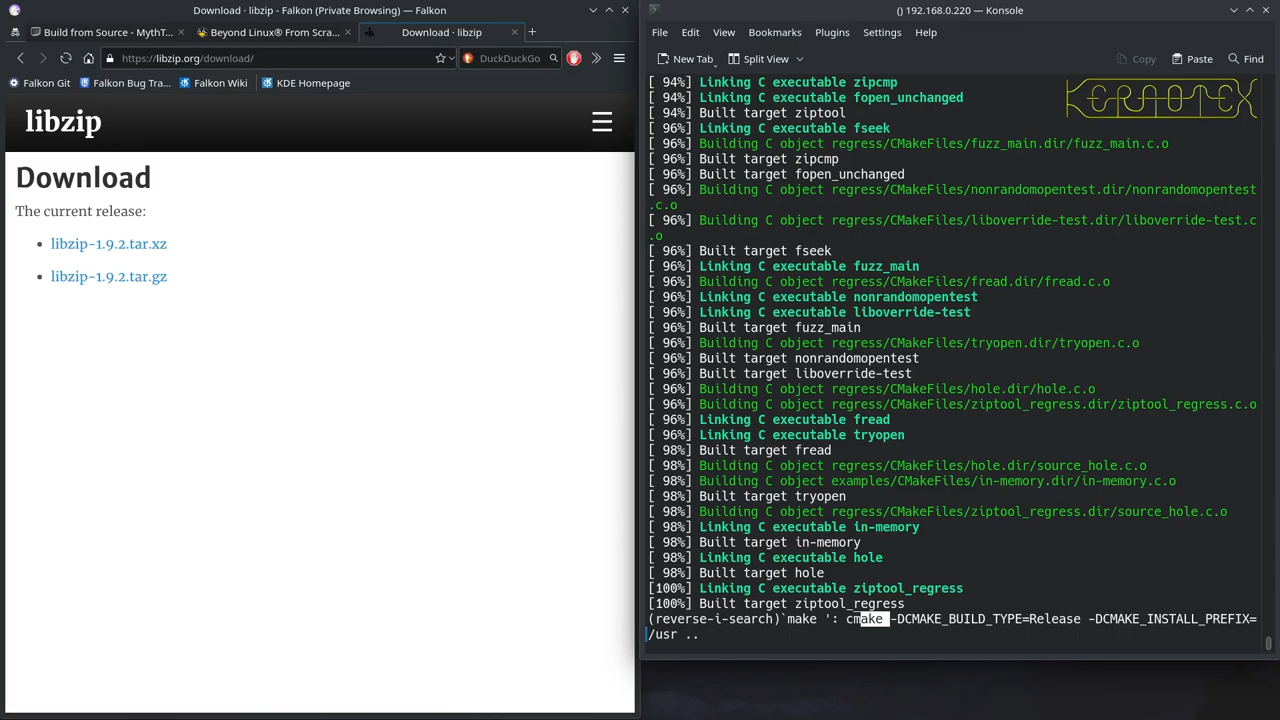 Download · libzip - Falkon (Private Browsing) — Falkon
Build from Source - MythT...
Beyond Linux® From Scra...
Download · libzip
https://libzip.org/download/
DuckDuckGo
Falkon Git
Falkon Bug Tra...
Falkon Wiki
KDE Homepage
libzip
Download
The current release:
libzip-1.9.2.tar.xz
libzip-1.9.2.tar.gz
() 192.168.0.220 — Konsole
File Edit View Bookmarks Plugins Settings Help
New Tab Split View Copy Paste Find
KERAOTEX
[ 94%] Linking C executable zipcmp
[ 94%] Linking C executable fopen_unchanged
[ 94%] Built target ziptool
[ 96%] Linking C executable fseek
[ 96%] Building C object regress/CMakeFiles/fuzz_main.dir/fuzz_main.c.o
[ 96%] Built target zipcmp
[ 96%] Built target fopen_unchanged
[ 96%] Building C object regress/CMakeFiles/nonrandomopentest.dir/nonrandomopentest
.c.o
[ 96%] Building C object regress/CMakeFiles/liboverride-test.dir/liboverride-test.c
.o
[ 96%] Built target fseek
[ 96%] Linking C executable fuzz_main
[ 96%] Building C object regress/CMakeFiles/fread.dir/fread.c.o
[ 96%] Linking C executable nonrandomopentest
[ 96%] Linking C executable liboverride-test
[ 96%] Built target fuzz_main
[ 96%] Building C object regress/CMakeFiles/tryopen.dir/tryopen.c.o
[ 96%] Built target nonrandomopentest
[ 96%] Built target liboverride-test
[ 96%] Building C object regress/CMakeFiles/hole.dir/hole.c.o
[ 96%] Building C object regress/CMakeFiles/ziptool_regress.dir/ziptool_regress.c.o
[ 96%] Linking C executable fread
[ 96%] Linking C executable tryopen
[ 98%] Built target fread
[ 98%] Building C object regress/CMakeFiles/hole.dir/source_hole.c.o
[ 98%] Building C object examples/CMakeFiles/in-memory.dir/in-memory.c.o
[ 98%] Built target tryopen
[ 98%] Building C object regress/CMakeFiles/ziptool_regress.dir/source_hole.c.o
[ 98%] Linking C executable in-memory
[ 98%] Built target in-memory
[ 98%] Linking C executable hole
[ 98%] Built target hole
[100%] Linking C executable ziptool_regress
[100%] Built target ziptool_regress
(reverse-i-search)`make ': cmake -DCMAKE_BUILD_TYPE=Release -DCMAKE_INSTALL_PREFIX=
/usr ..